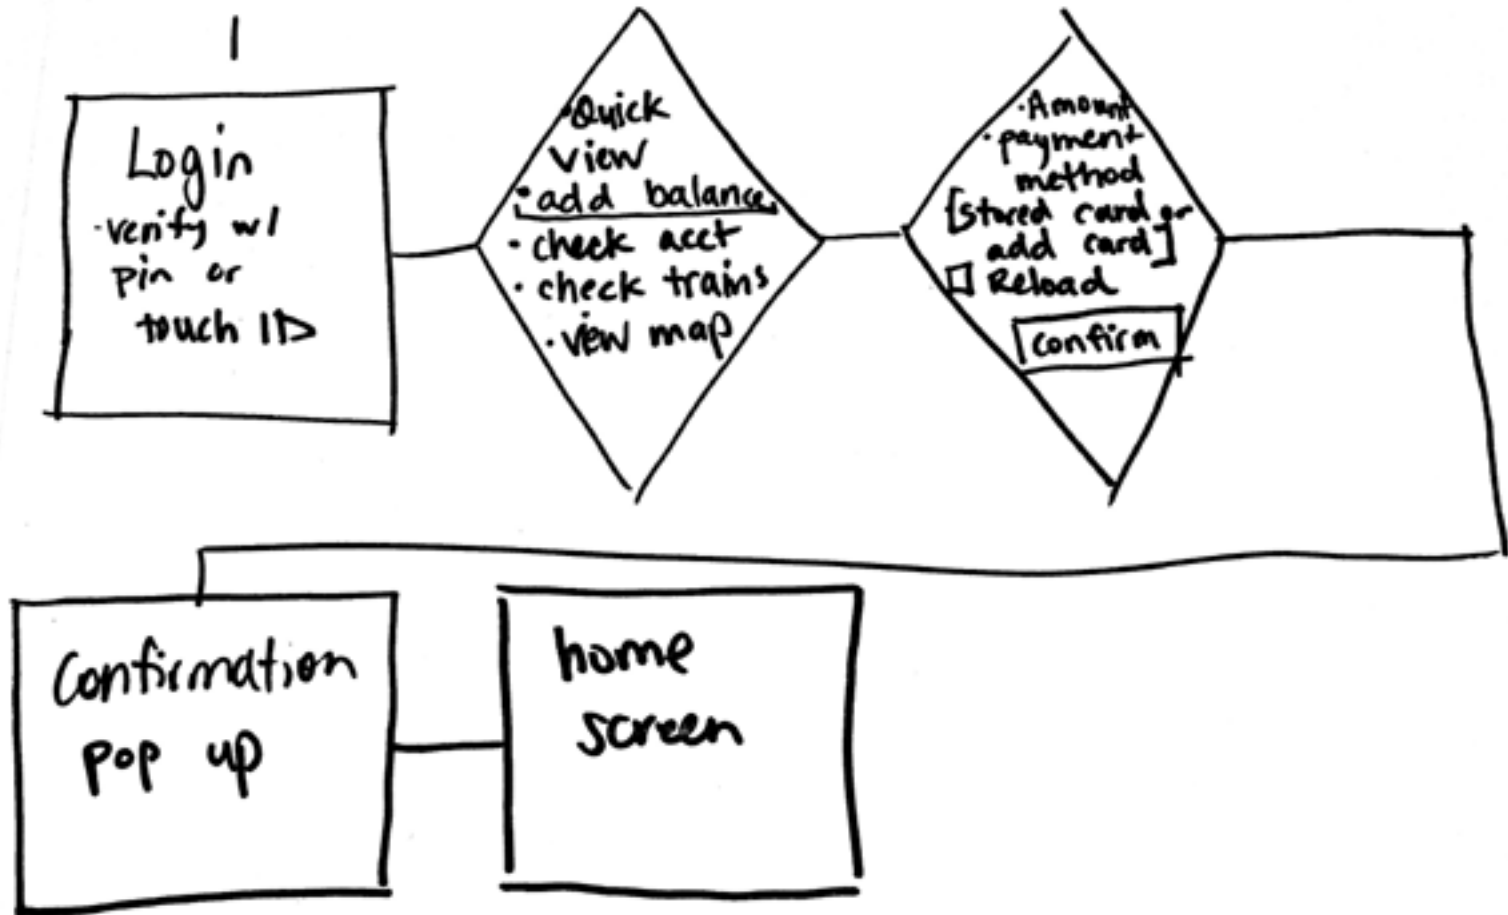 1
Login
·verify w/
pin or
touch ID
·Quick
view
·add balance
·check acct
·check trains
·view map
·Amount
·payment
method
[stored card or
add card]
Reload
confirm
Confirmation
pop up
home
screen